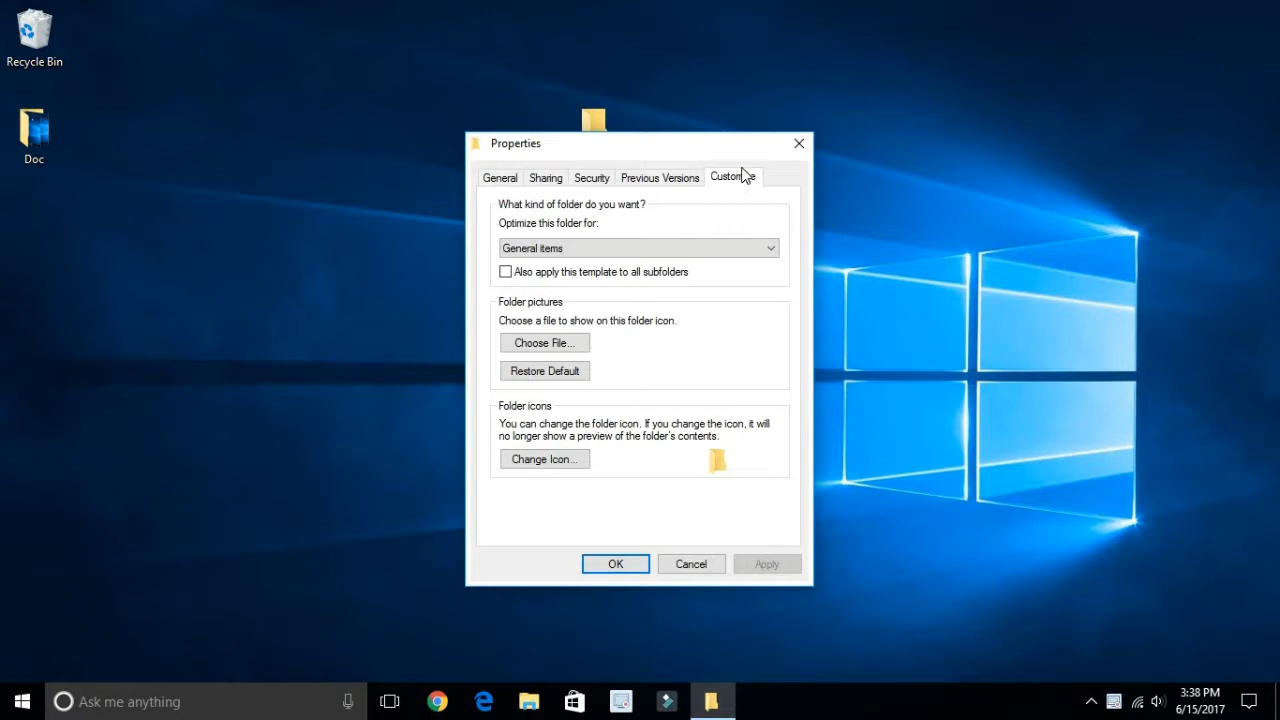 Recycle Bin
Doc
Properties
General
Sharing
Security
Previous Versions
What kind of folder do you want?
Optimize this folder for:
General items
Also apply this template to all subfolders
Folder pictures
Choose a file to show on this folder icon.
Choose File...
Restore Default
Folder icons
You can change the folder icon. If you change the icon, it will
no longer show a preview of the folder's contents.
Change Icon...
OK
Cancel
Apply
Ask me anything
3:38 PM
6/15/2017